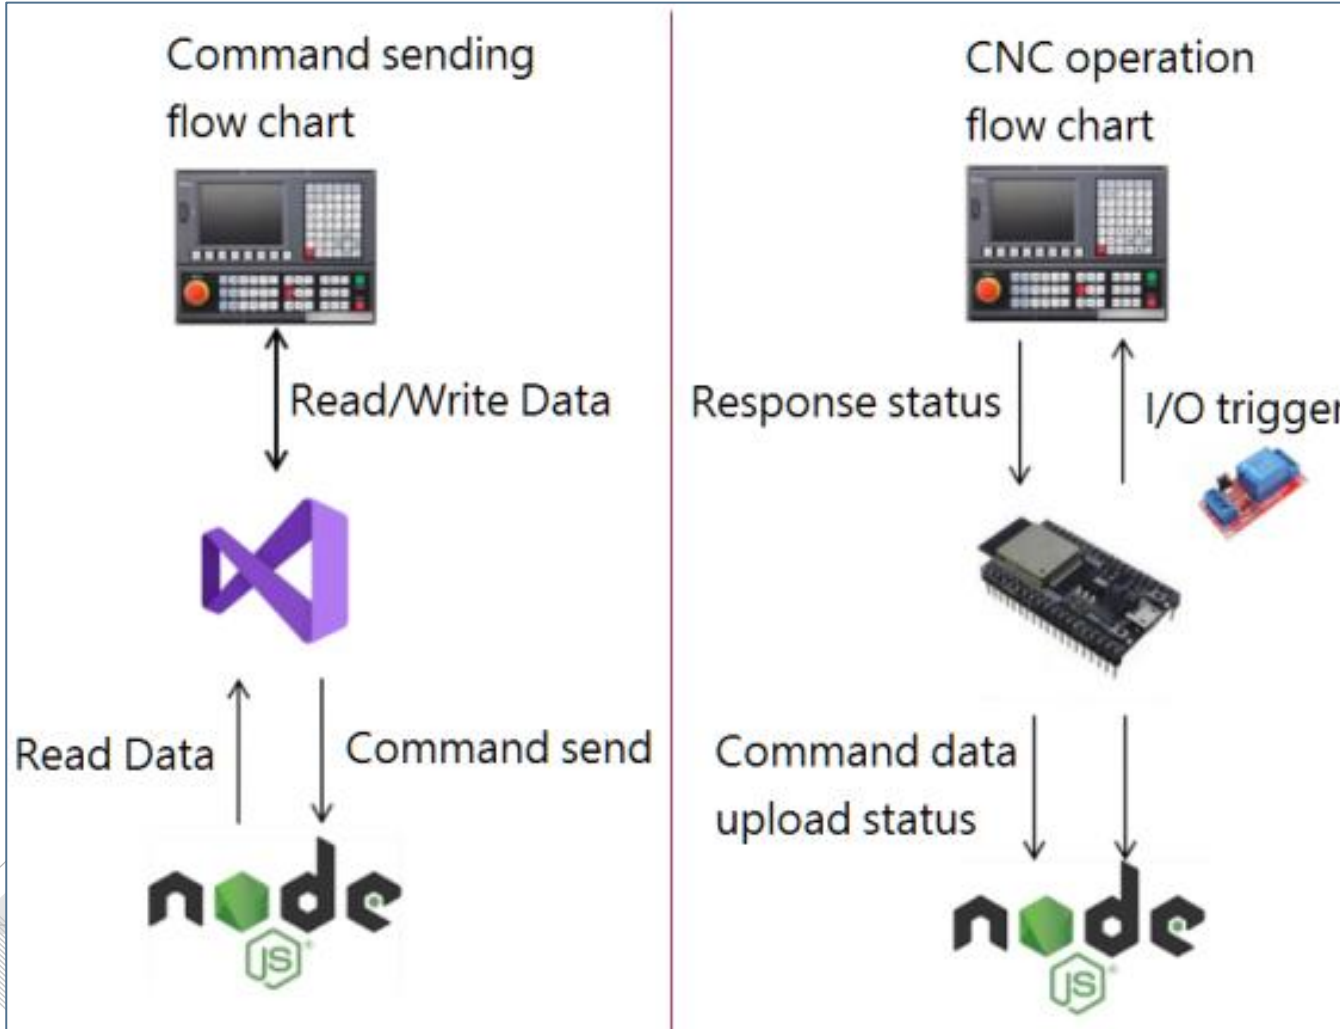 Command sending
flow chart
Read/Write Data
Read Data
Command send
node
JS
CNC operation
flow chart
Response status
I/O trigger
Command data
upload status
node
JS